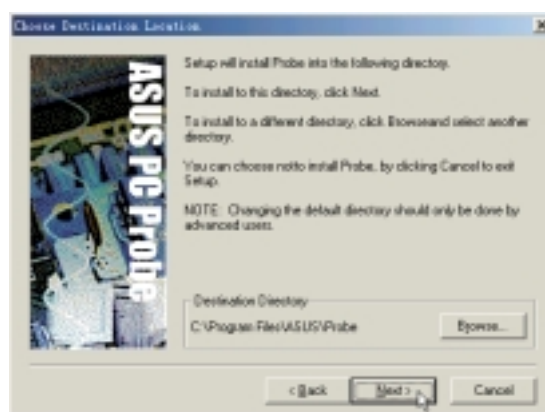 Choose Destination Location
ASUS PC Probe
Setup will install Probe into the following directory.
To install to this directory, click Next.
To install to a different directory, click Browseand select another
directory.
You can choose notto install Probe, by clicking Cancel to exit
Setup.
NOTE: Changing the default directory should only be done by
advanced users.
Destination Directory
C:\Program Files\ASUS\Probe
Browse...
< Back
Next >
Cancel